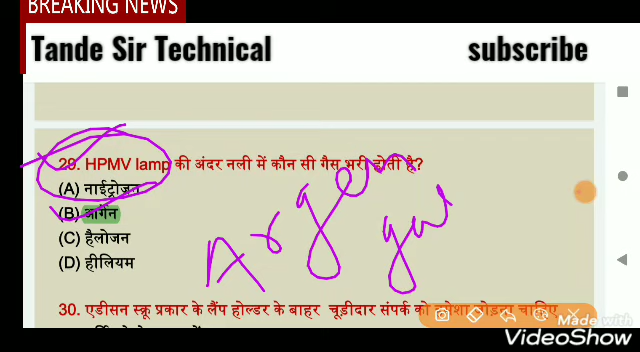 BREAKING NEWS
Tande Sir Technical subscribe
29. HPMV lamp की अंदर नली में कौन सी गैस भरी होती है?
(A) नाईट्रोजन
(B) आर्गन
(C) हैलोजन
(D) हीलियम
Argen
30. एडीसन स्क्रू प्रकार के लैंप होल्डर के बाहर चूड़ीदार संपर्क को
चाहिए
Made with
VideoShow